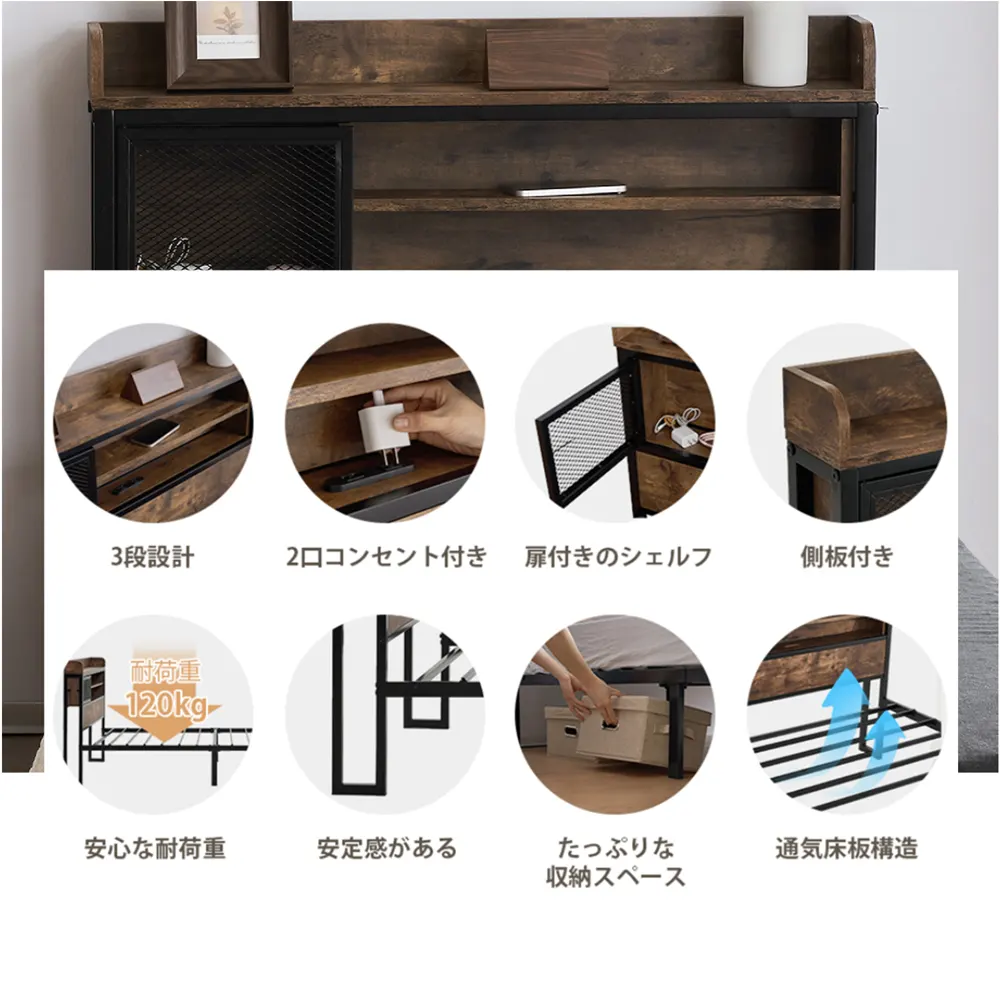 3段設計
2口コンセント付き
扉付きのシェルフ
側板付き
耐荷重
120kg
安心な耐荷重
安定感がある
たっぷりな
収納スペース
通気床板構造